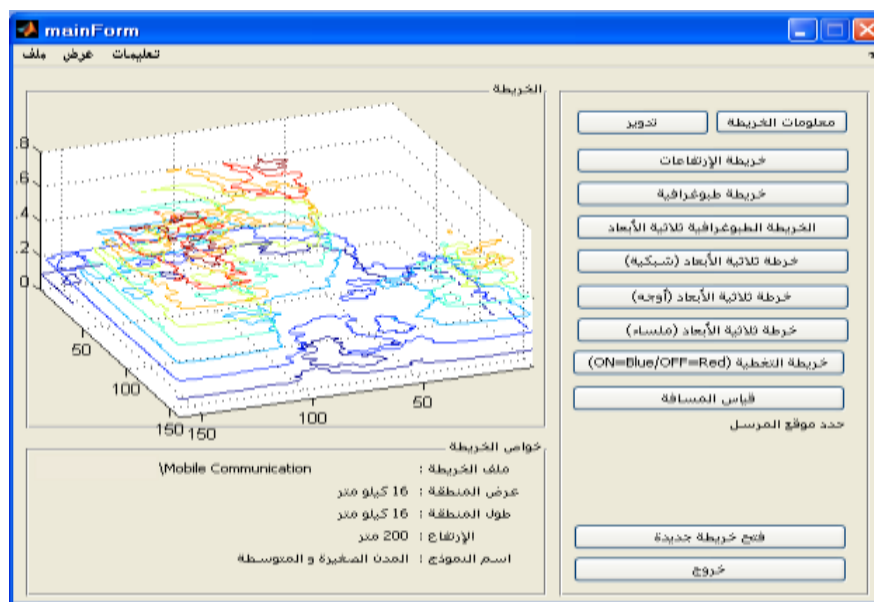 mainForm
ملف عرض تعليمات
الخريطة
.8
.6
.4
.2
0
50
100
150
150
100
50
معلومات الخريطة
تدوير
خريطة الإرتفاعات
خريطة طبوغرافية
الخريطة الطبوغرافية ثلاثية الأبعاد
خرطة ثلاثية الأبعاد (شبكية)
خرطة ثلاثية الأبعاد (أوجه)
خرطة ثلاثية الأبعاد (ملساء)
خريطة التغطية (ON=Blue/OFF=Red)
قياس المسافة
حدد موقع المرسل
فتح خريطة جديدة
خروج
خواص الخريطة
ملف الخريطة : \Mobile Communication
عرض المنطقة : 16 كيلو متر
طول المنطقة : 16 كيلو متر
الإرتفاع : 200 متر
اسم النموذج : المدن الصغيرة و المتوسطة